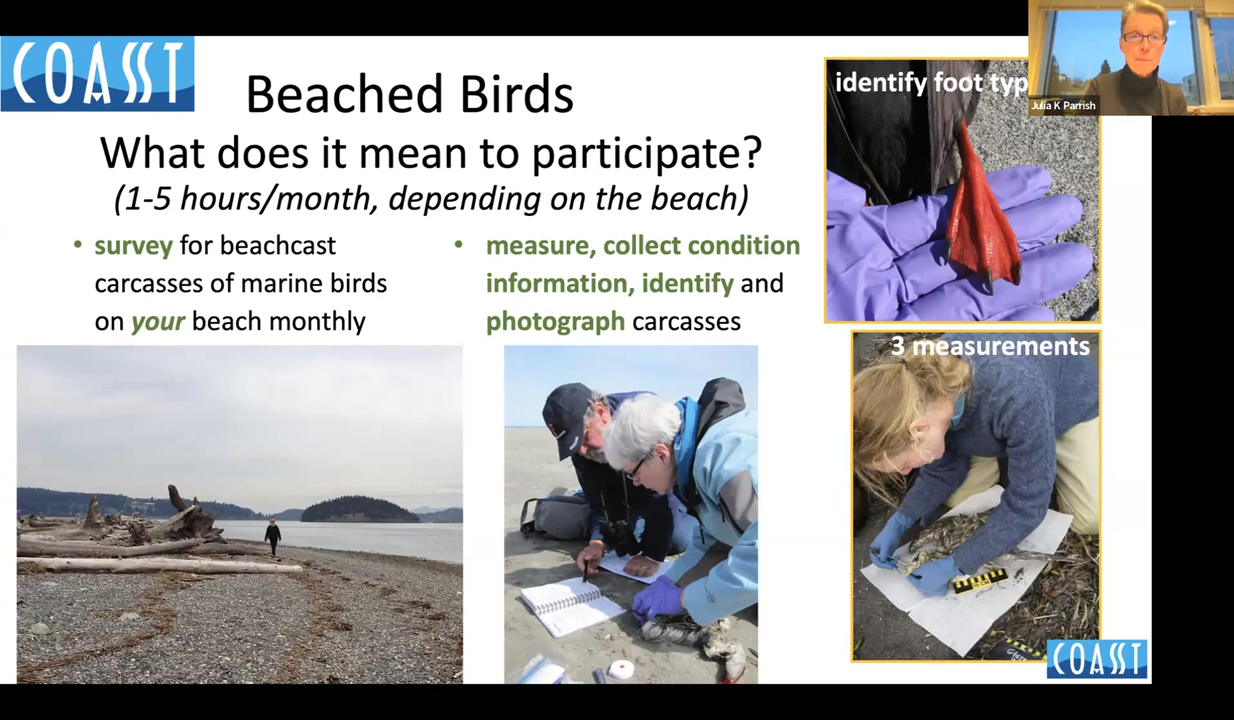 COASST
Beached Birds
What does it mean to participate?
(1-5 hours/month, depending on the beach)
• survey for beachcast
carcasses of marine birds
on your beach monthly
• measure, collect condition
information, identify and
photograph carcasses
identify foot typ
Julia K Parrish
3 measurements
COASST